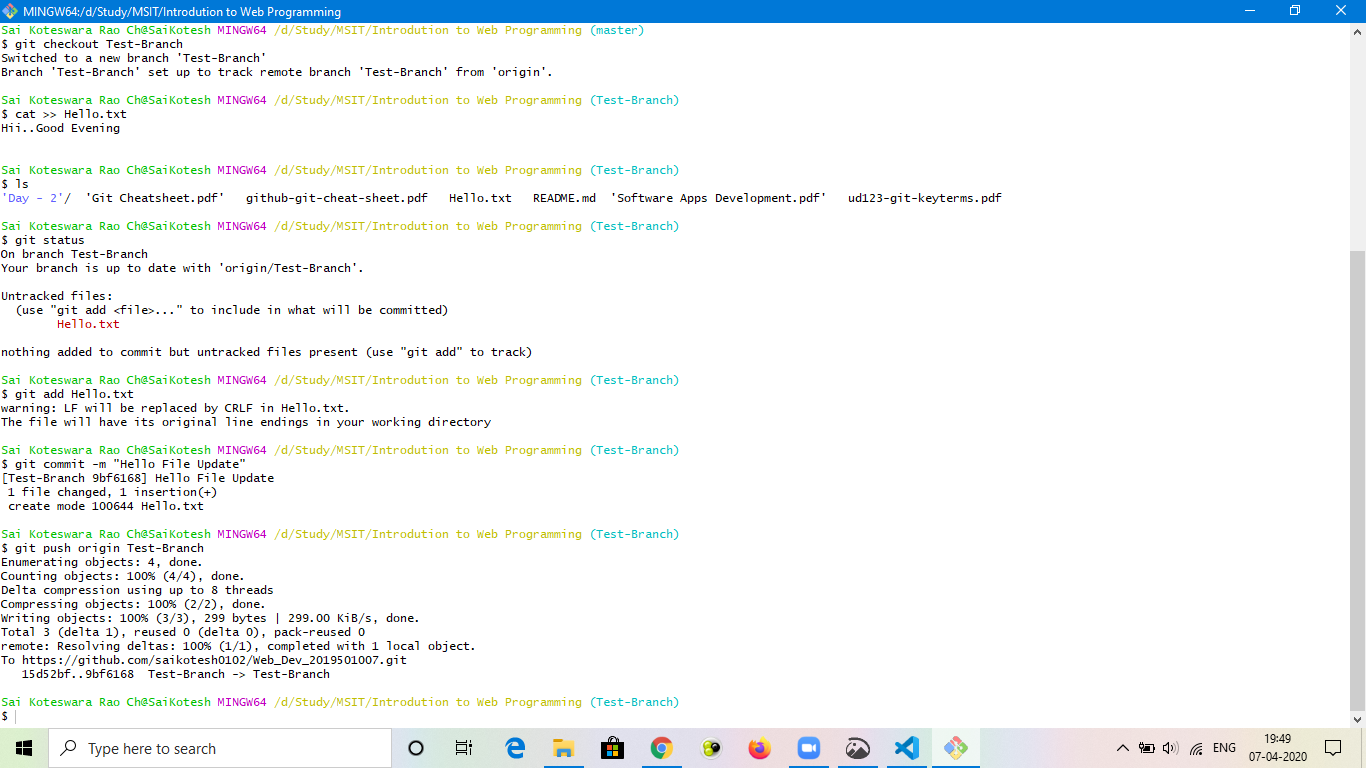 MINGW64:/d/Study/MSIT/Introdution to Web Programming
Sai Koteswara Rao Ch@SaiKotesh MINGW64 /d/Study/MSIT/Introdution to Web Programming (master)
$ git checkout Test-Branch
Switched to a new branch 'Test-Branch'
Branch 'Test-Branch' set up to track remote branch 'Test-Branch' from 'origin'.
Sai Koteswara Rao Ch@SaiKotesh MINGW64 /d/Study/MSIT/Introdution to Web Programming (Test-Branch)
$ cat >> Hello.txt
Hii..Good Evening
Sai Koteswara Rao Ch@SaiKotesh MINGW64 /d/Study/MSIT/Introdution to Web Programming (Test-Branch)
$ ls
'Day - 2'/  'Git Cheatsheet.pdf'   github-git-cheat-sheet.pdf   Hello.txt   README.md  'Software Apps Development.pdf'   ud123-git-keyterms.pdf
Sai Koteswara Rao Ch@SaiKotesh MINGW64 /d/Study/MSIT/Introdution to Web Programming (Test-Branch)
$ git status
On branch Test-Branch
Your branch is up to date with 'origin/Test-Branch'.
Untracked files:
  (use "git add <file>..." to include in what will be committed)
        Hello.txt
nothing added to commit but untracked files present (use "git add" to track)
Sai Koteswara Rao Ch@SaiKotesh MINGW64 /d/Study/MSIT/Introdution to Web Programming (Test-Branch)
$ git add Hello.txt
warning: LF will be replaced by CRLF in Hello.txt.
The file will have its original line endings in your working directory
Sai Koteswara Rao Ch@SaiKotesh MINGW64 /d/Study/MSIT/Introdution to Web Programming (Test-Branch)
$ git commit -m "Hello File Update"
[Test-Branch 9bf6168] Hello File Update
 1 file changed, 1 insertion(+)
 create mode 100644 Hello.txt
Sai Koteswara Rao Ch@SaiKotesh MINGW64 /d/Study/MSIT/Introdution to Web Programming (Test-Branch)
$ git push origin Test-Branch
Enumerating objects: 4, done.
Counting objects: 100% (4/4), done.
Delta compression using up to 8 threads
Compressing objects: 100% (2/2), done.
Writing objects: 100% (3/3), 299 bytes | 299.00 KiB/s, done.
Total 3 (delta 1), reused 0 (delta 0), pack-reused 0
remote: Resolving deltas: 100% (1/1), completed with 1 local object.
To https://github.com/saikotesh0102/Web_Dev_2019501007.git
   15d52bf..9bf6168  Test-Branch -> Test-Branch
Sai Koteswara Rao Ch@SaiKotesh MINGW64 /d/Study/MSIT/Introdution to Web Programming (Test-Branch)
$
Type here to search
ENG
19:49
07-04-2020